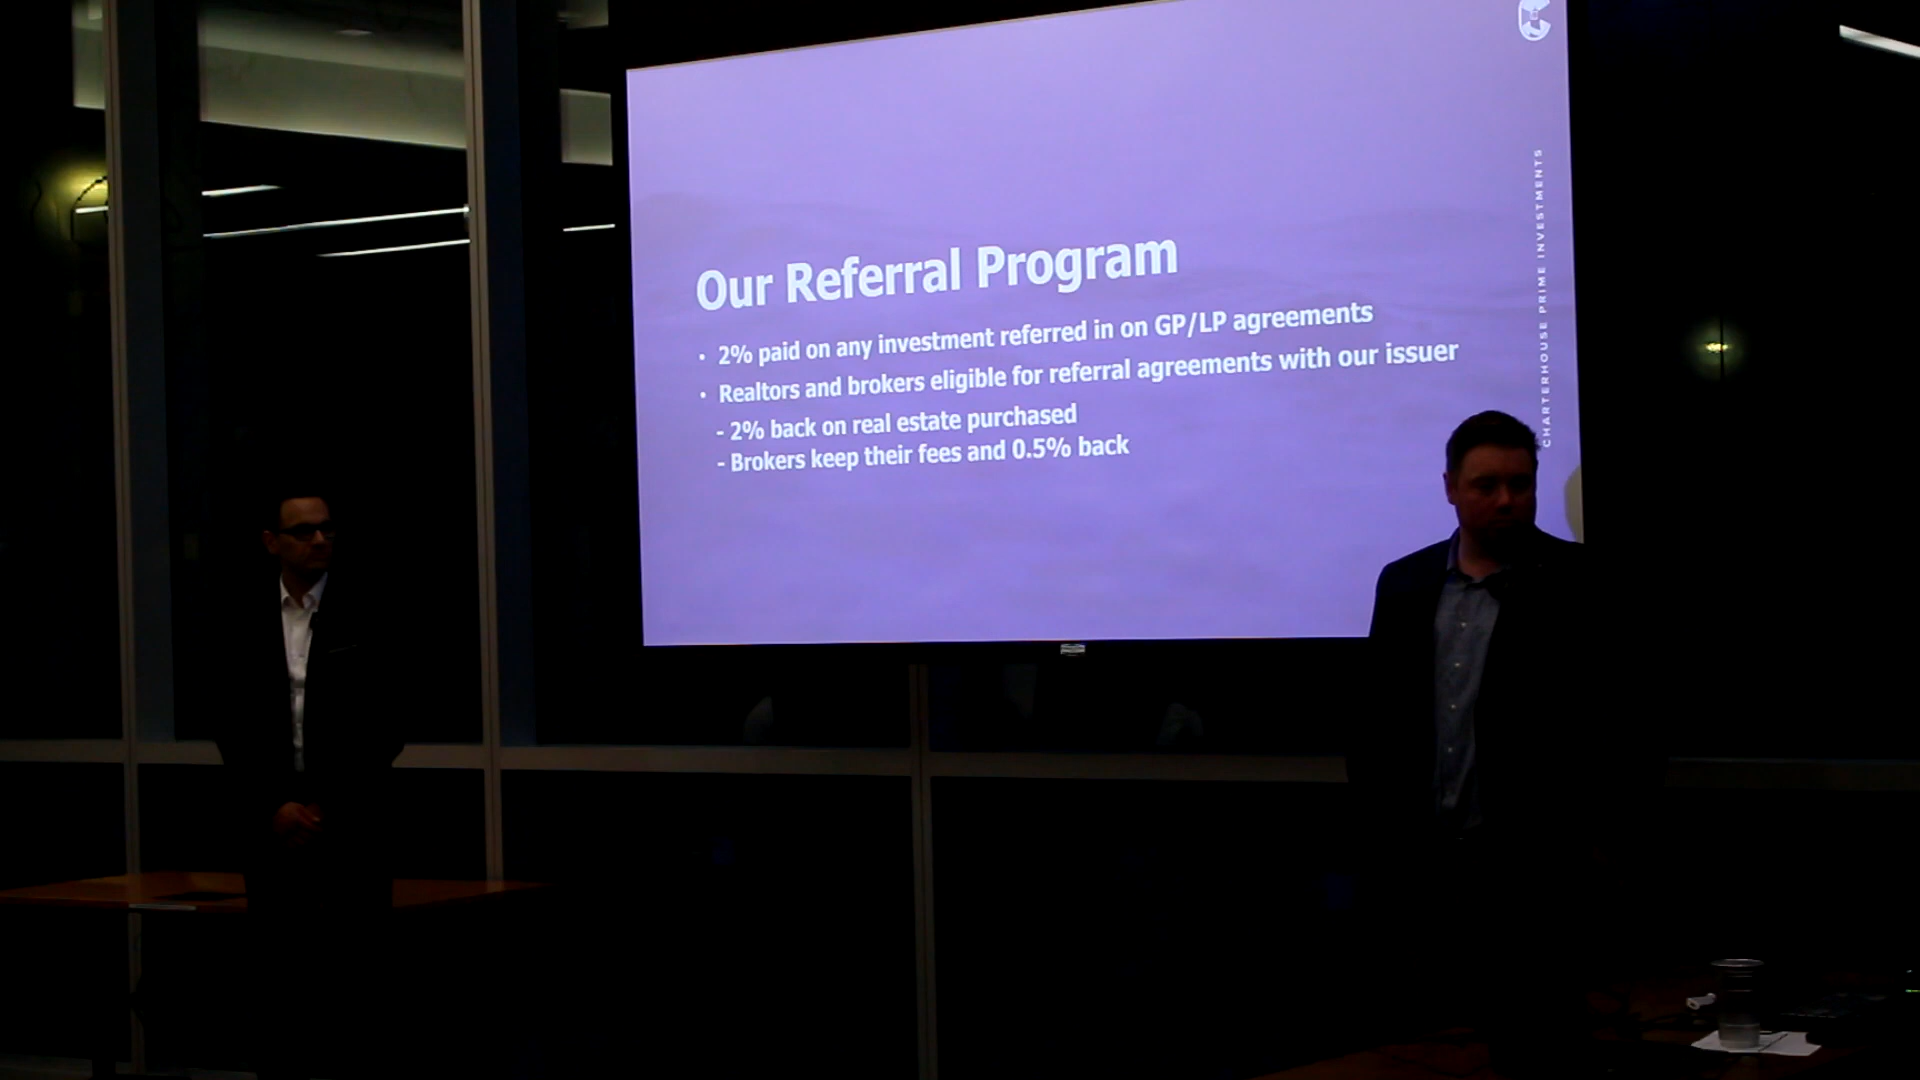 Our Referral Program
• 2% paid on any investment referred in on GP/LP agreements
• Realtors and brokers eligible for referral agreements with our issuer
- 2% back on real estate purchased
- Brokers keep their fees and 0.5% back
CHARTERHOUSE PRIME INVESTMENTS